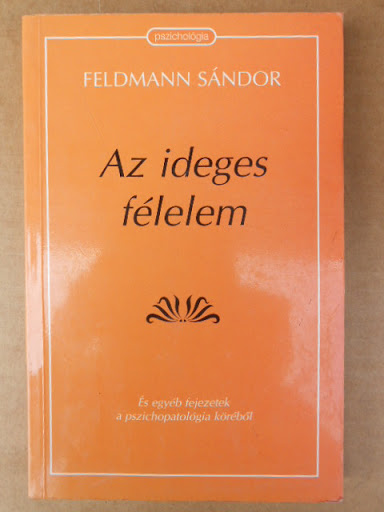 pszichológia
FELDMANN SÁNDOR
Az ideges
félelem
És egyéb fejezetek
a pszichopatológia köréből